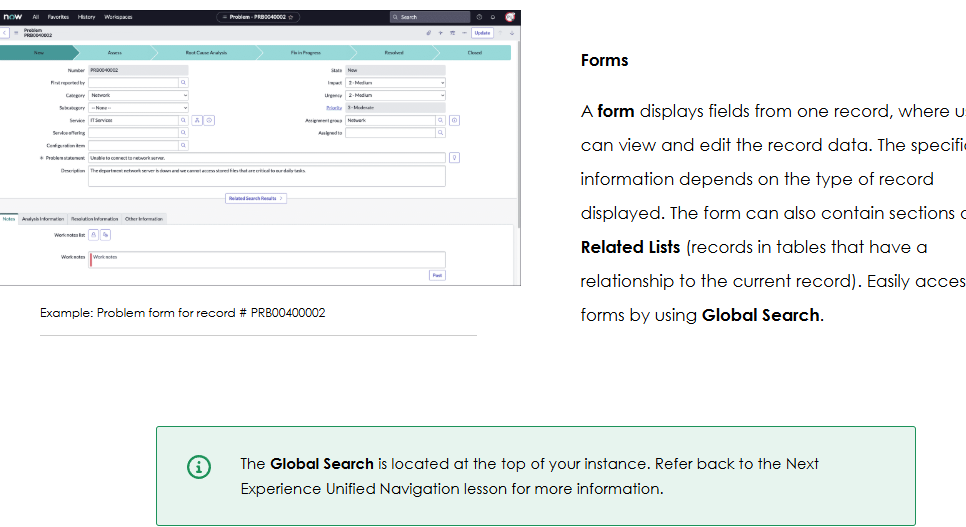 now All Favorites History Workspaces Problem - PRB0040002 Search
Problem
PRB0040002
Update
New Assess Root Cause Analysis Fix in Progress Resolved Closed
Number PRB0040002 State New
First reported by Impact 2 - Medium
Category Network Urgency 2 - Medium
Subcategory -- None -- Priority 3 - Moderate
Service IT Services Assignment group Network
Service offering Assigned to
Configuration item
* Problem statement Unable to connect to network server.
Description The department network server is down and we cannot access stored files that are critical to our daily tasks.
Related Search Results >
Notes Analysis Information Resolution Information Other Information
Work notes list
Work notes Work notes
Post
Example: Problem form for record # PRB00400002
Forms
A form displays fields from one record, where u
can view and edit the record data. The specific
information depends on the type of record
displayed. The form can also contain sections
Related Lists (records in tables that have a
relationship to the current record). Easily acces
forms by using Global Search.
The Global Search is located at the top of your instance. Refer back to the Next
Experience Unified Navigation lesson for more information.